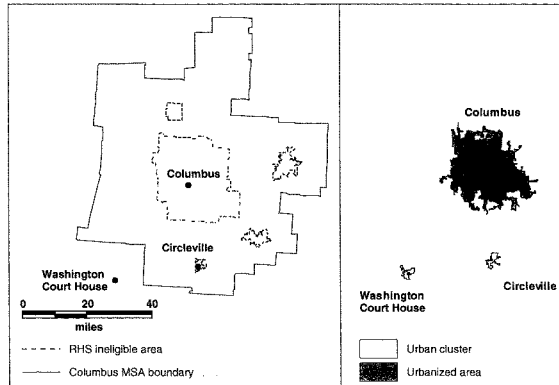 Columbus
Circleville
Washington
Court House
0 20 40
miles
RHS ineligible area
Columbus MSA boundary
Columbus
Washington
Court House
Circleville
Urban cluster
Urbanized area